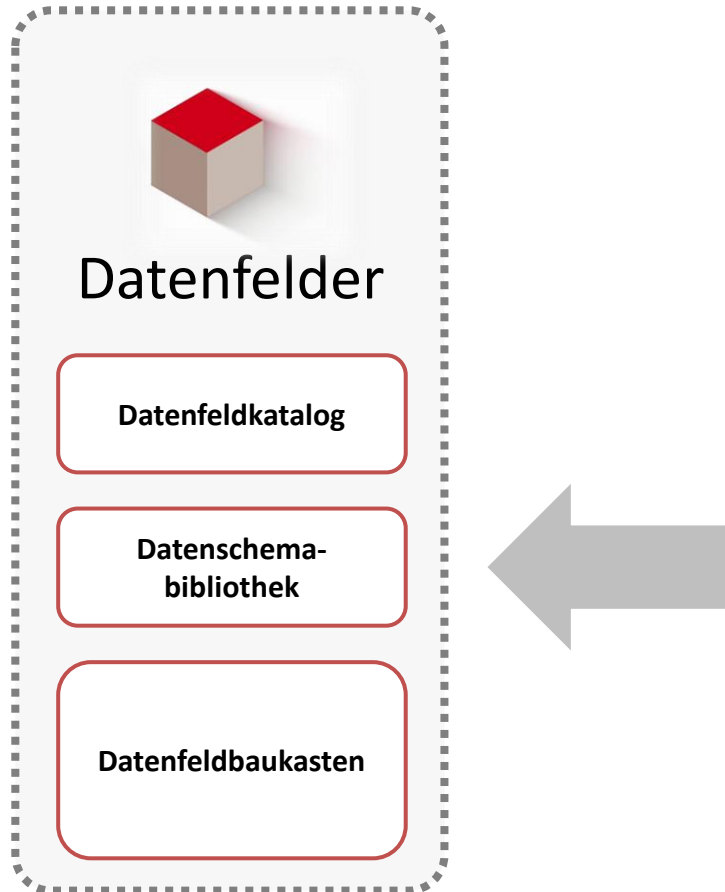 Datenfelder
Datenfeldkatalog
Datenschema-
bibliothek
Datenfeldbaukasten